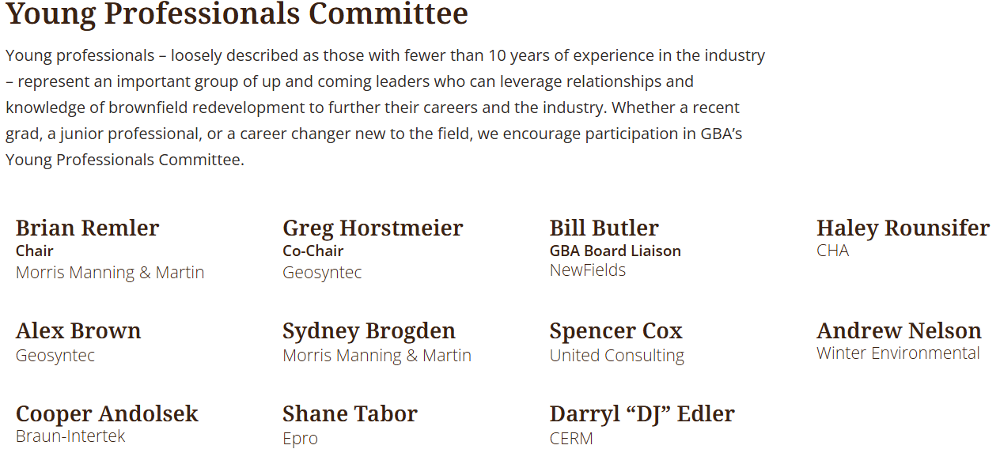 Young Professionals Committee
Young professionals – loosely described as those with fewer than 10 years of experience in the industry
– represent an important group of up and coming leaders who can leverage relationships and
knowledge of brownfield redevelopment to further their careers and the industry. Whether a recent
grad, a junior professional, or a career changer new to the field, we encourage participation in GBA’s
Young Professionals Committee.
Brian Remler
Chair
Morris Manning & Martin
Greg Horstmeier
Co-Chair
Geosyntec
Bill Butler
GBA Board Liaison
NewFields
Haley Rounsifer
CHA
Alex Brown
Geosyntec
Sydney Brogden
Morris Manning & Martin
Spencer Cox
United Consulting
Andrew Nelson
Winter Environmental
Cooper Andolsek
Braun-Intertek
Shane Tabor
Epro
Darryl “DJ” Edler
CERM